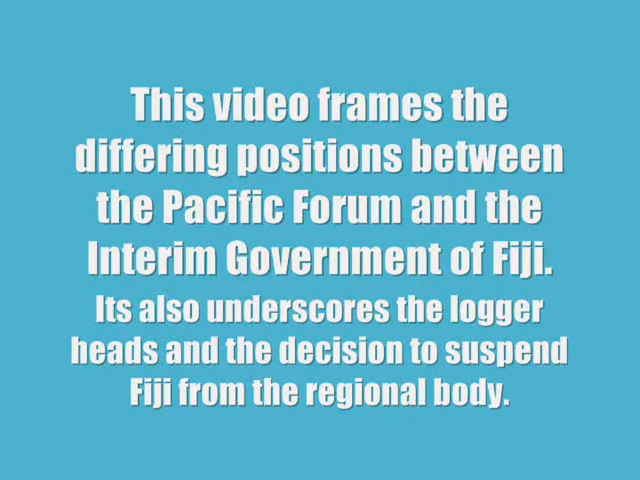 This video frames the
differing positions between
the Pacific Forum and the
Interim Government of Fiji.
Its also underscores the logger
heads and the decision to suspend
Fiji from the regional body.